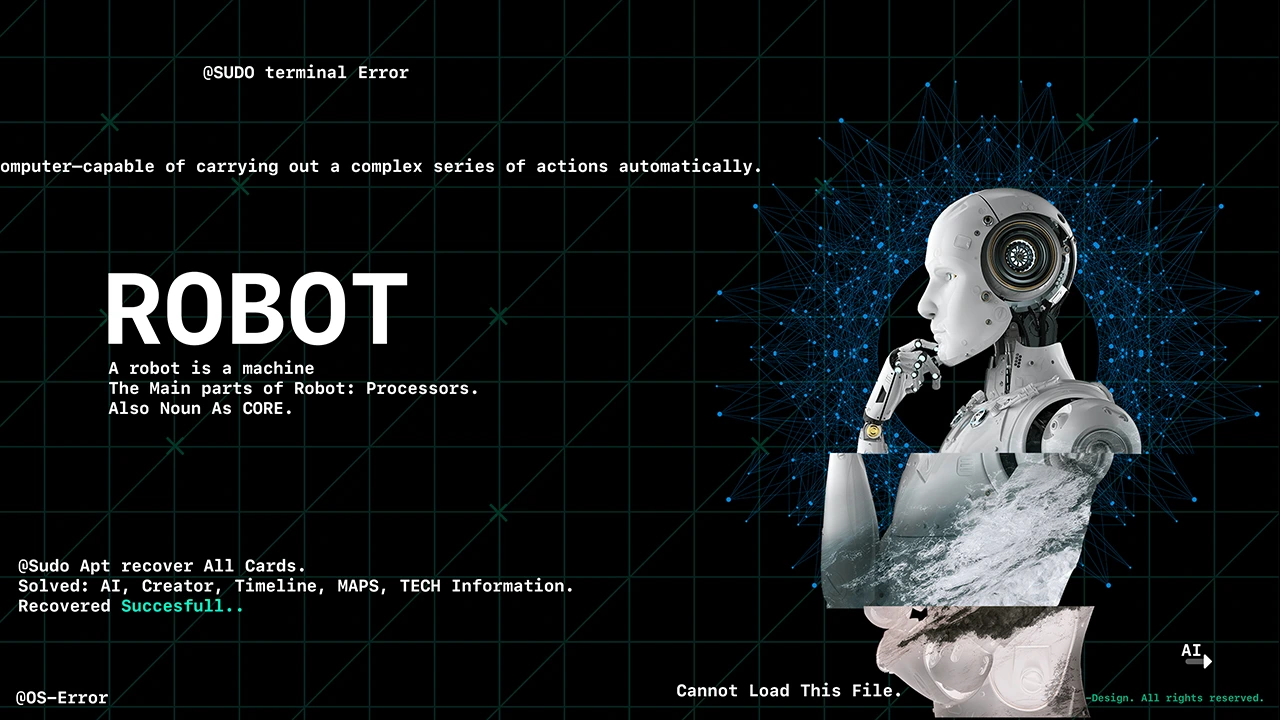 @SUDO terminal Error
omputer—capable of carrying out a complex series of actions automatically.
ROBOT
A robot is a machine
The Main parts of Robot: Processors.
Also Noun As CORE.
@Sudo Apt recover All Cards.
Solved: AI, Creator, Timeline, MAPS, TECH Information.
Recovered Succesfull..
AI
Cannot Load This File.
@OS—Error
-Design. All rights reserved.